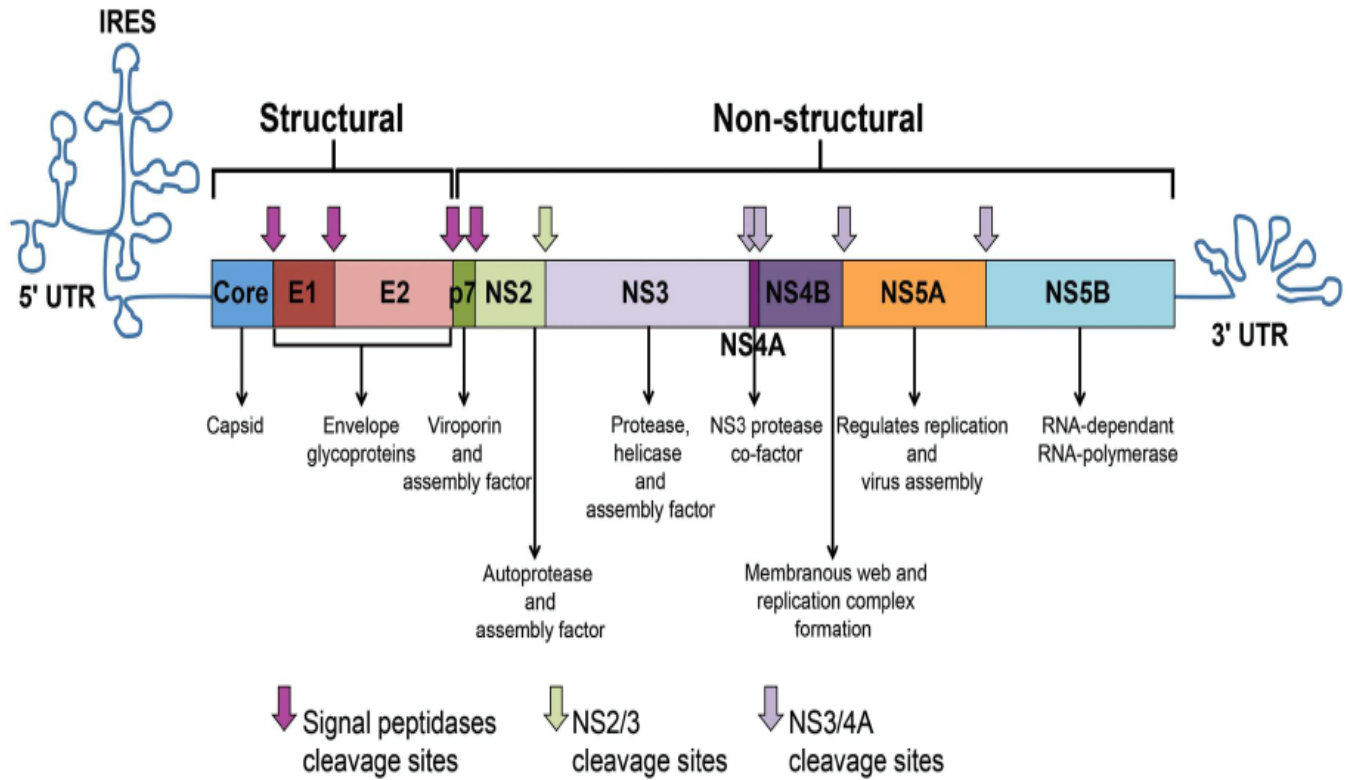 IRES
Structural
Non-structural
5' UTR
Core
E1
E2
p7
NS2
NS3
NS4A
NS4B
NS5A
NS5B
3' UTR
Capsid
Envelope
glycoproteins
Viroporin
and
assembly factor
Autoprotease
and
assembly factor
Protease,
helicase
and
assembly factor
NS3 protease
co-factor
Membranous web and
replication complex
formation
Regulates replication
and
virus assembly
RNA-dependant
RNA-polymerase
Signal peptidases
cleavage sites
NS2/3
cleavage sites
NS3/4A
cleavage sites